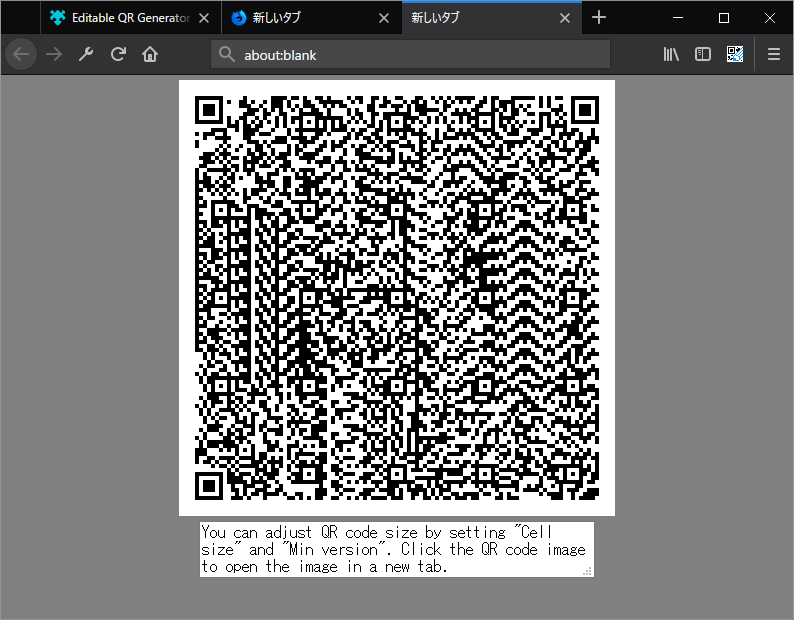 Editable QR Generator
新しいタブ
新しいタブ
about:blank
You can adjust QR code size by setting "Cell
size" and "Min version". Click the QR code image
to open the image in a new tab.